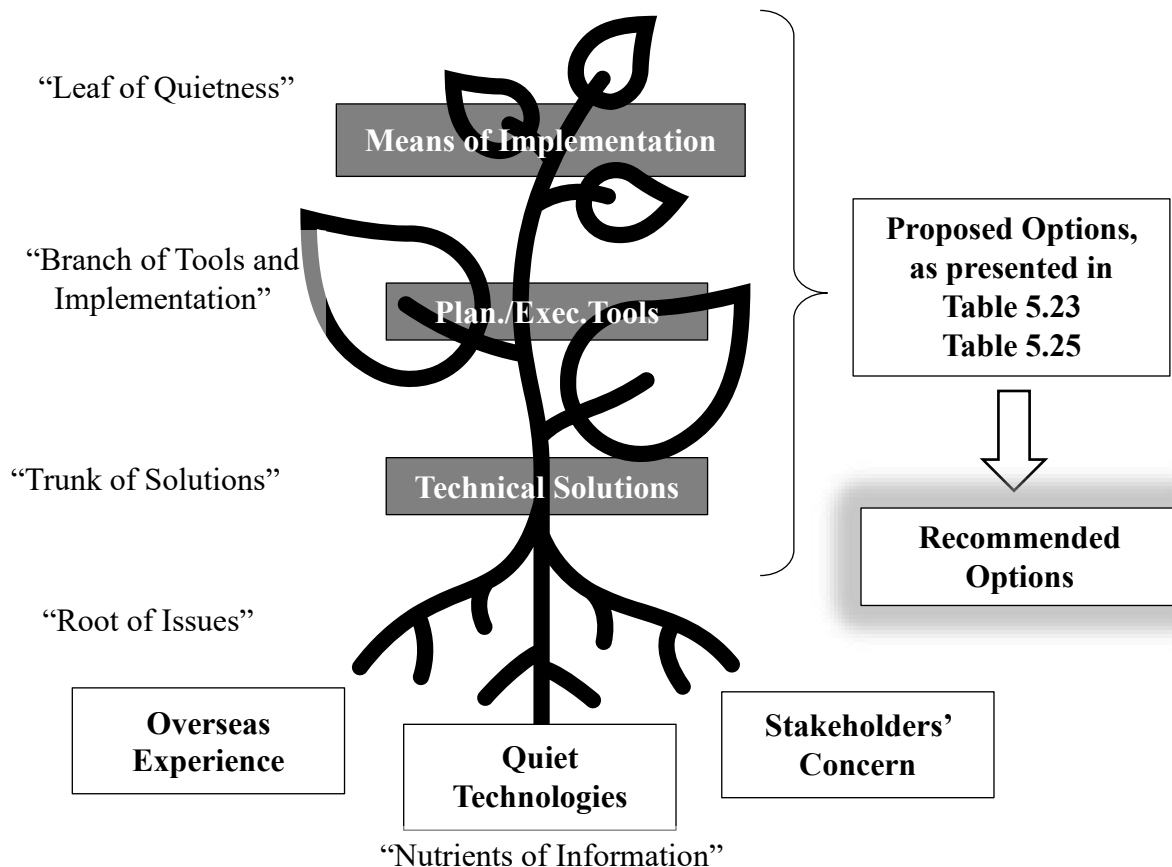 “Leaf of Quietness”
Means of Implementation
“Branch of Tools and
Implementation”
Plan./Exec.Tools
Proposed Options,
as presented in
Table 5.23
Table 5.25
“Trunk of Solutions”
Technical Solutions
Recommended
Options
“Root of Issues”
Overseas
Experience
Quiet
Technologies
Stakeholders’
Concern
“Nutrients of Information”